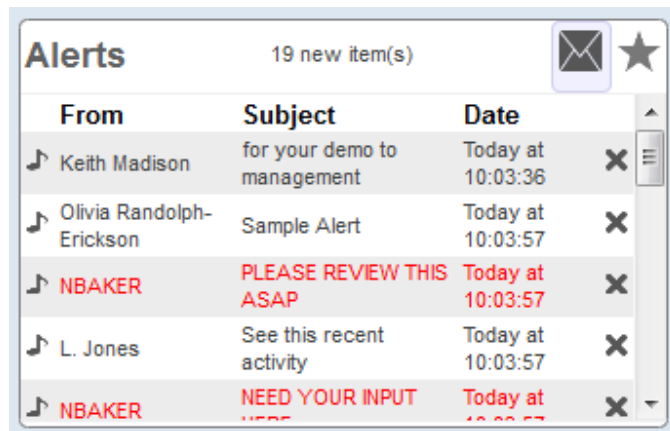 Alerts 19 new item(s)
From Subject Date
Keith Madison for your demo to management Today at 10:03:36
Olivia Randolph-Erickson Sample Alert Today at 10:03:57
NBAKER PLEASE REVIEW THIS ASAP Today at 10:03:57
L. Jones See this recent activity Today at 10:03:57
NBAKER NEED YOUR INPUT Today at